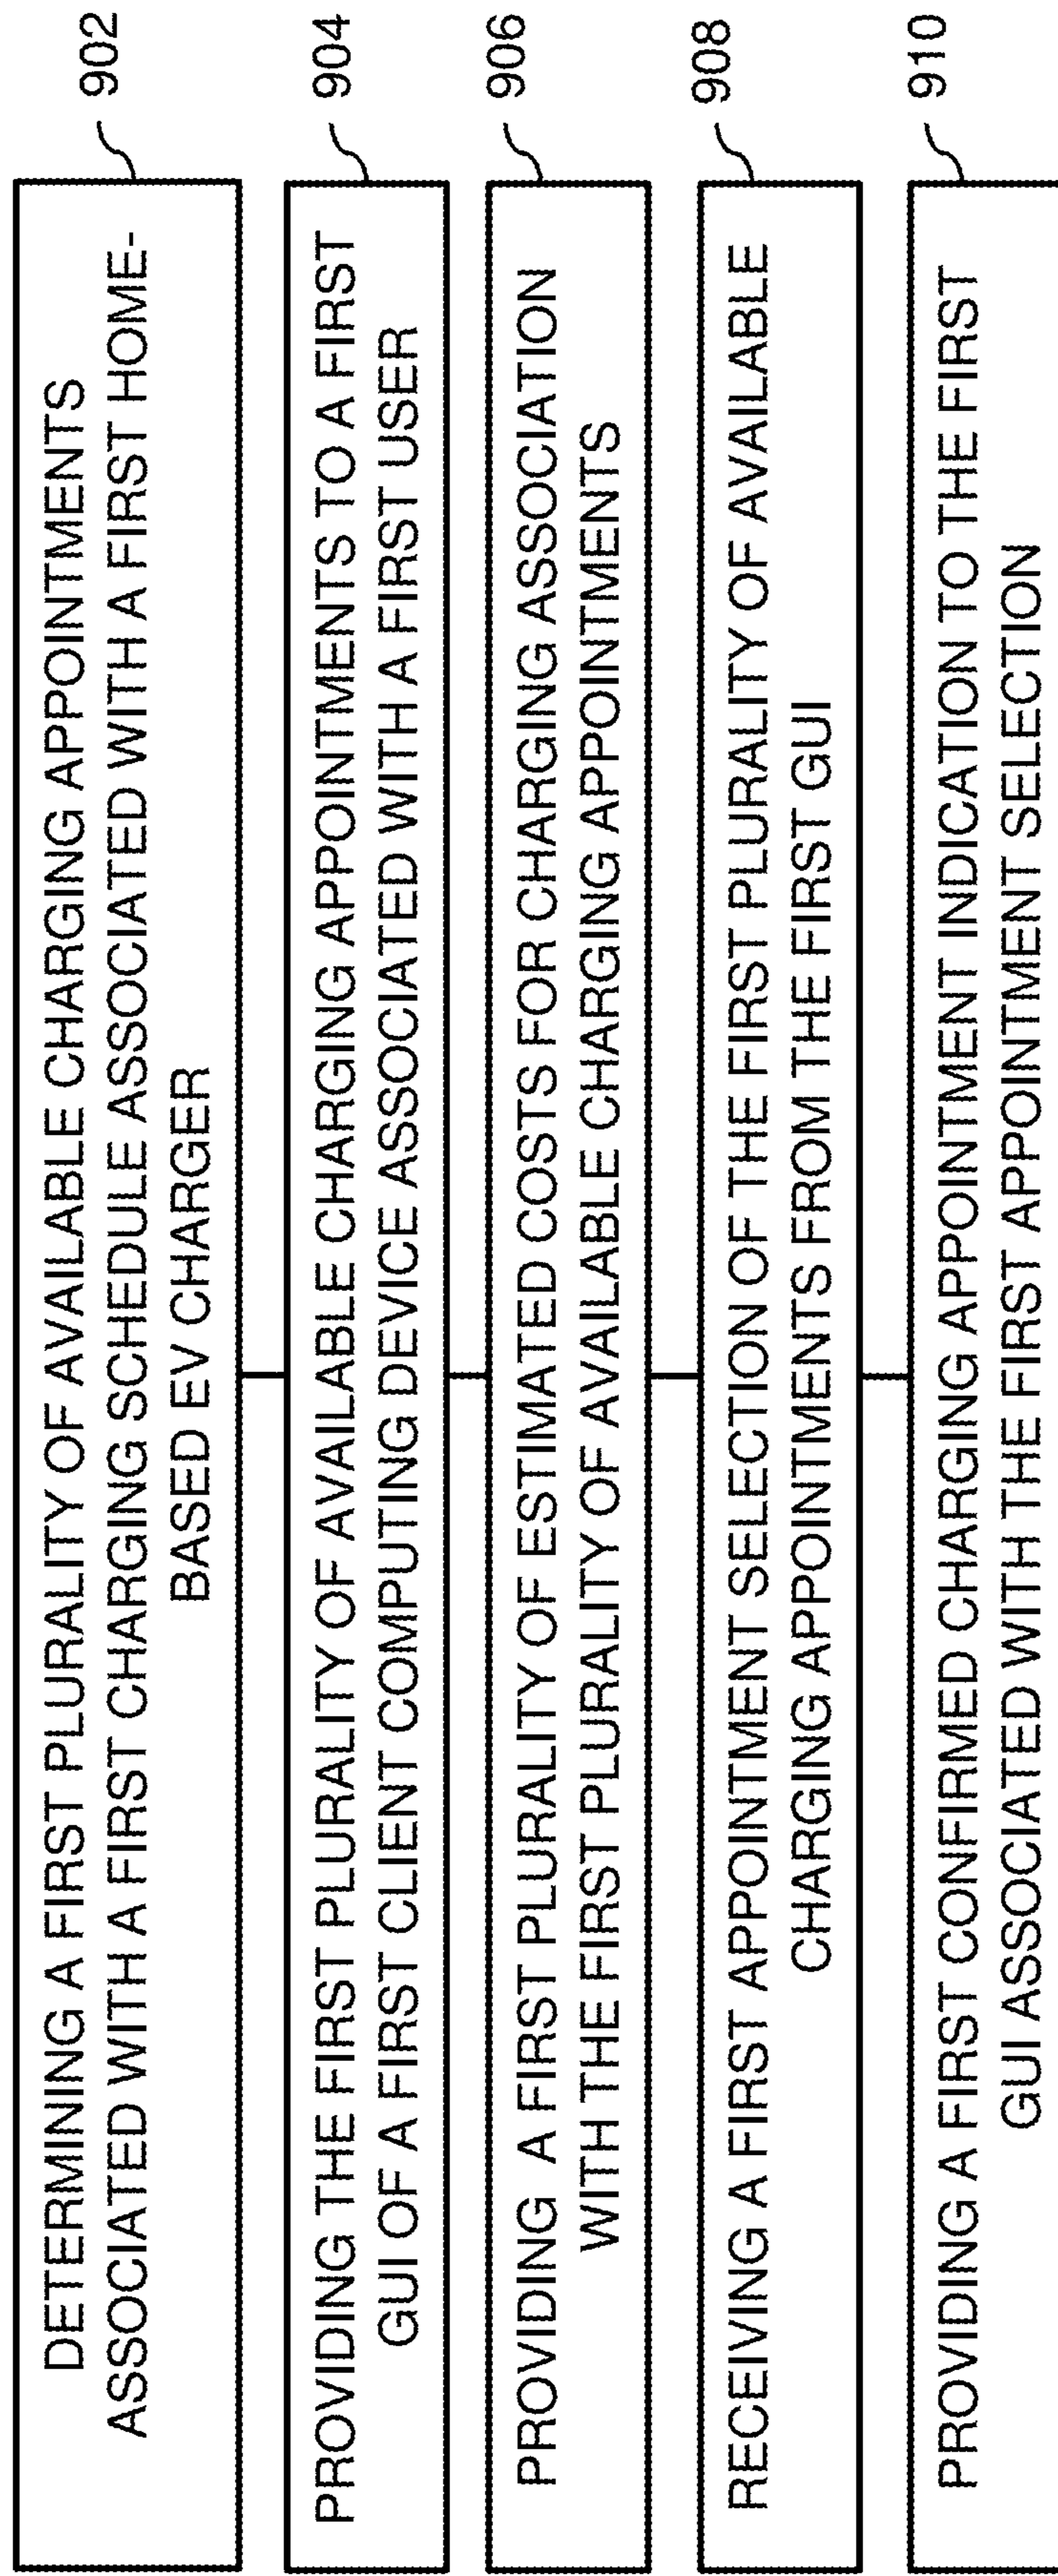 DETERMINING A FIRST PLURALITY OF AVAILABLE CHARGING APPOINTMENTS
ASSOCIATED WITH A FIRST CHARGING SCHEDULE ASSOCIATED WITH A FIRST HOME-
BASED EV CHARGER
902
PROVIDING THE FIRST PLURALITY OF AVAILABLE CHARGING APPOINTMENTS TO A FIRST
GUI OF A FIRST CLIENT COMPUTING DEVICE ASSOCIATED WITH A FIRST USER
904
PROVIDING A FIRST PLURALITY OF ESTIMATED COSTS FOR CHARGING ASSOCIATION
WITH THE FIRST PLURALITY OF AVAILABLE CHARGING APPOINTMENTS
906
RECEIVING A FIRST APPOINTMENT SELECTION OF THE FIRST PLURALITY OF AVAILABLE
CHARGING APPOINTMENTS FROM THE FIRST GUI
908
PROVIDING A FIRST CONFIRMED CHARGING APPOINTMENT INDICATION TO THE FIRST
GUI ASSOCIATED WITH THE FIRST APPOINTMENT SELECTION
910